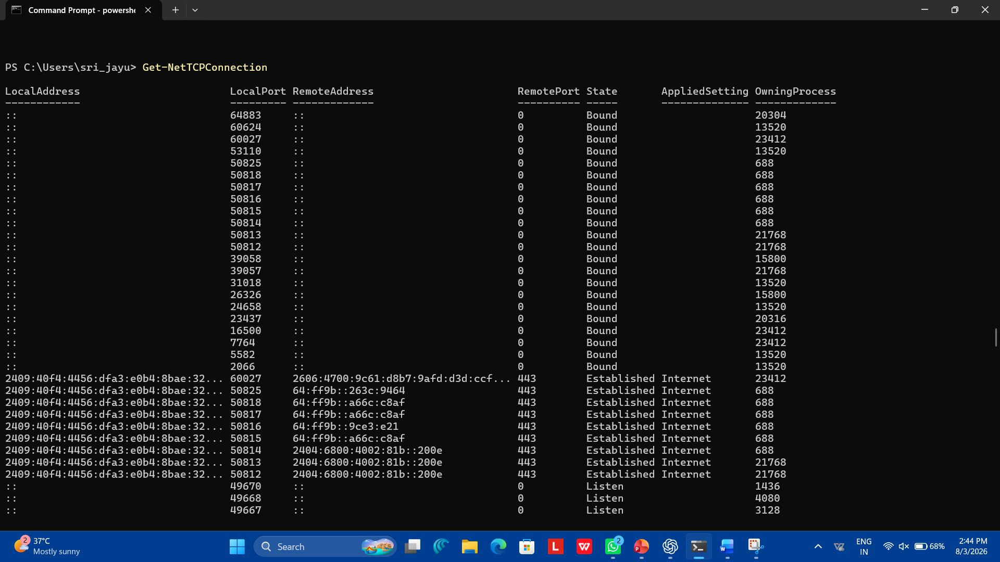 Command Prompt - powershe
PS C:\Users\sri_jayu> Get-NetTCPConnection
LocalAddress LocalPort RemoteAddress RemotePort State AppliedSetting OwningProcess
------------ --------- ------------- ---------- ----- -------------- -------------
:: 64883 :: 0 Bound 20304
:: 60624 :: 0 Bound 13520
:: 60027 :: 0 Bound 23412
:: 53110 :: 0 Bound 13520
:: 50825 :: 0 Bound 688
:: 50818 :: 0 Bound 688
:: 50817 :: 0 Bound 688
:: 50816 :: 0 Bound 688
:: 50815 :: 0 Bound 688
:: 50814 :: 0 Bound 688
:: 50813 :: 0 Bound 21768
:: 50812 :: 0 Bound 21768
:: 39058 :: 0 Bound 15800
:: 39057 :: 0 Bound 21768
:: 31018 :: 0 Bound 13520
:: 26326 :: 0 Bound 15800
:: 24658 :: 0 Bound 13520
:: 23437 :: 0 Bound 20316
:: 16500 :: 0 Bound 23412
:: 7764 :: 0 Bound 23412
:: 5582 :: 0 Bound 13520
:: 2066 :: 0 Bound 13520
2409:40f4:4456:dfa3:e0b4:8bae:32... 60027 2606:4700:9c61:d8b7:9afd:d3d:ccf... 443 Established Internet 23412
2409:40f4:4456:dfa3:e0b4:8bae:32... 50825 64:ff9b::263c:9464 443 Established Internet 688
2409:40f4:4456:dfa3:e0b4:8bae:32... 50818 64:ff9b::a66c:c8af 443 Established Internet 688
2409:40f4:4456:dfa3:e0b4:8bae:32... 50817 64:ff9b::a66c:c8af 443 Established Internet 688
2409:40f4:4456:dfa3:e0b4:8bae:32... 50816 64:ff9b::9ce3:e21 443 Established Internet 688
2409:40f4:4456:dfa3:e0b4:8bae:32... 50815 64:ff9b::a66c:c8af 443 Established Internet 688
2409:40f4:4456:dfa3:e0b4:8bae:32... 50814 2404:6800:4002:81b::200e 443 Established Internet 688
2409:40f4:4456:dfa3:e0b4:8bae:32... 50813 2404:6800:4002:81b::200e 443 Established Internet 21768
2409:40f4:4456:dfa3:e0b4:8bae:32... 50812 2404:6800:4002:81b::200e 443 Established Internet 21768
:: 49670 :: 0 Listen 1436
:: 49668 :: 0 Listen 4080
:: 49667 :: 0 Listen 3128
2 37°C
Mostly sunny
Search
L
W
2
P
W
ENG
IN
68%
2:44 PM
8/3/2026